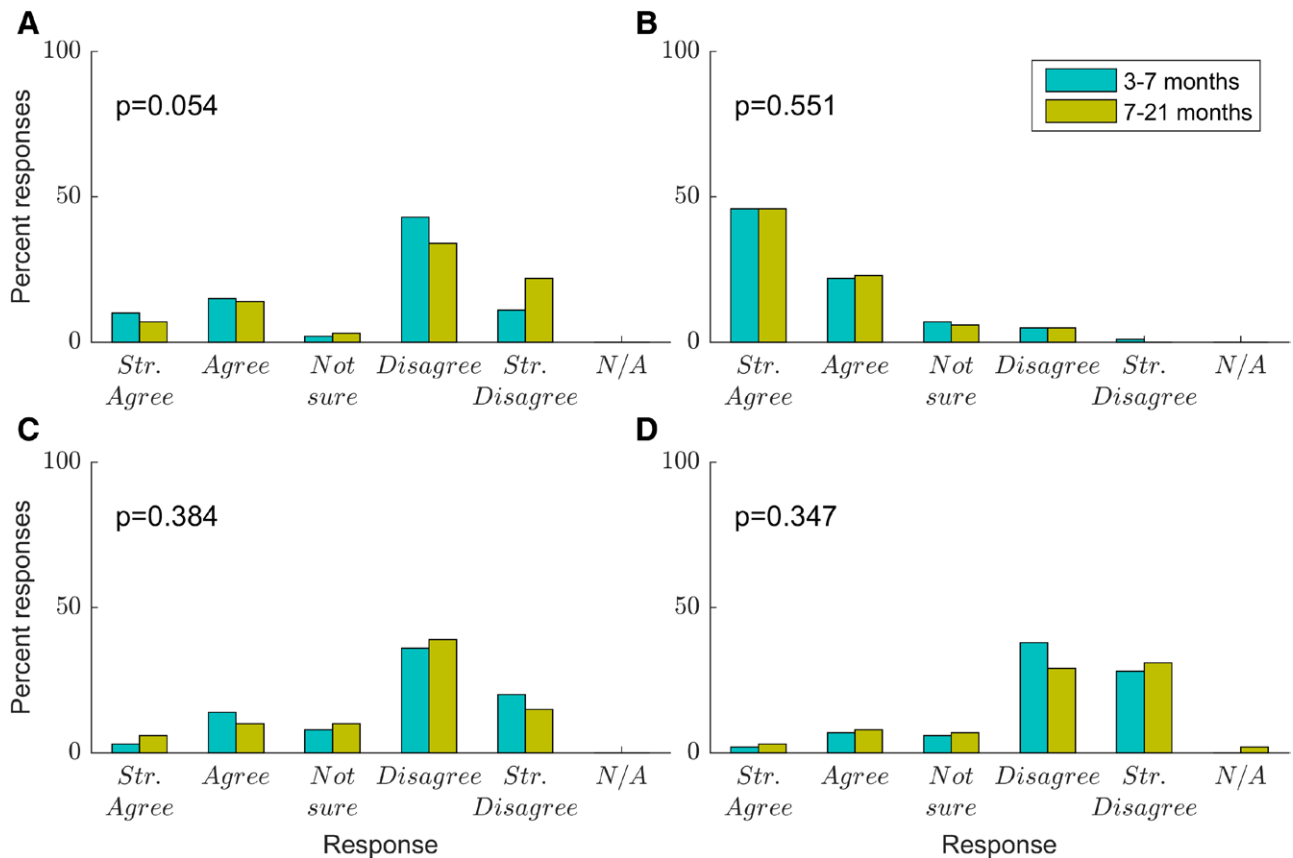 A
100
50
0
Percent responses
p=0.054
Str. Agree
Agree
Not sure
Disagree
Str. Disagree
N/A
B
100
50
0
p=0.551
3-7 months
7-21 months
Str. Agree
Agree
Not sure
Disagree
Str. Disagree
N/A
C
100
50
0
Percent responses
p=0.384
Str. Agree
Agree
Not sure
Disagree
Str. Disagree
N/A
Response
D
100
50
0
p=0.347
Str. Agree
Agree
Not sure
Disagree
Str. Disagree
N/A
Response